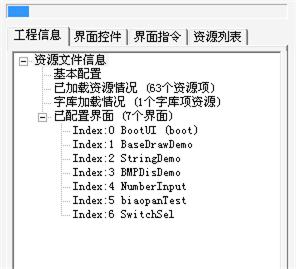 工程信息 界面控件 界面指令 资源列表
资源文件信息
基本配置
已加载资源情况 (63个资源项)
字库加载情况 (1个字库项资源)
已配置界面 (7个界面)
Index:0 BootUI (boot)
Index:1 BaseDrawDemo
Index:2 StringDemo
Index:3 BMPDisDemo
Index:4 NumberInput
Index:5 biaopanTest
Index:6 SwitchSel